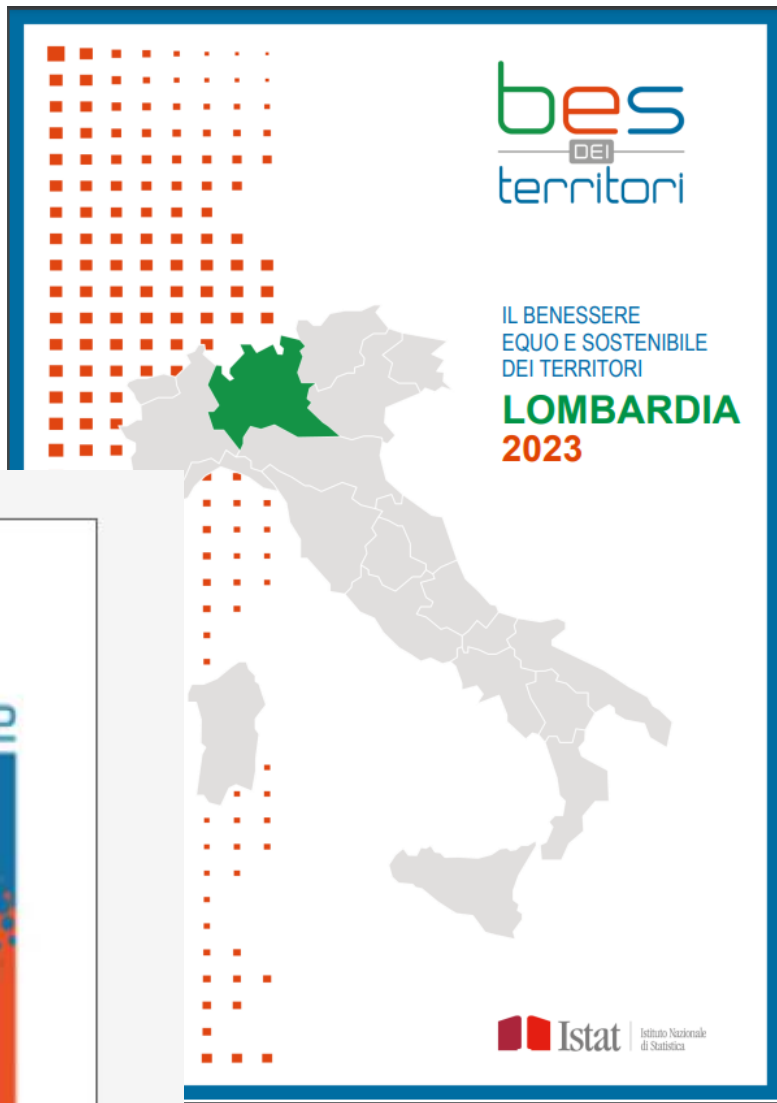 bes
DEI
territori
IL BENESSERE
EQUO E SOSTENIBILE
DEI TERRITORI
LOMBARDIA
2023
Istat
Istituto Nazionale
di Statistica